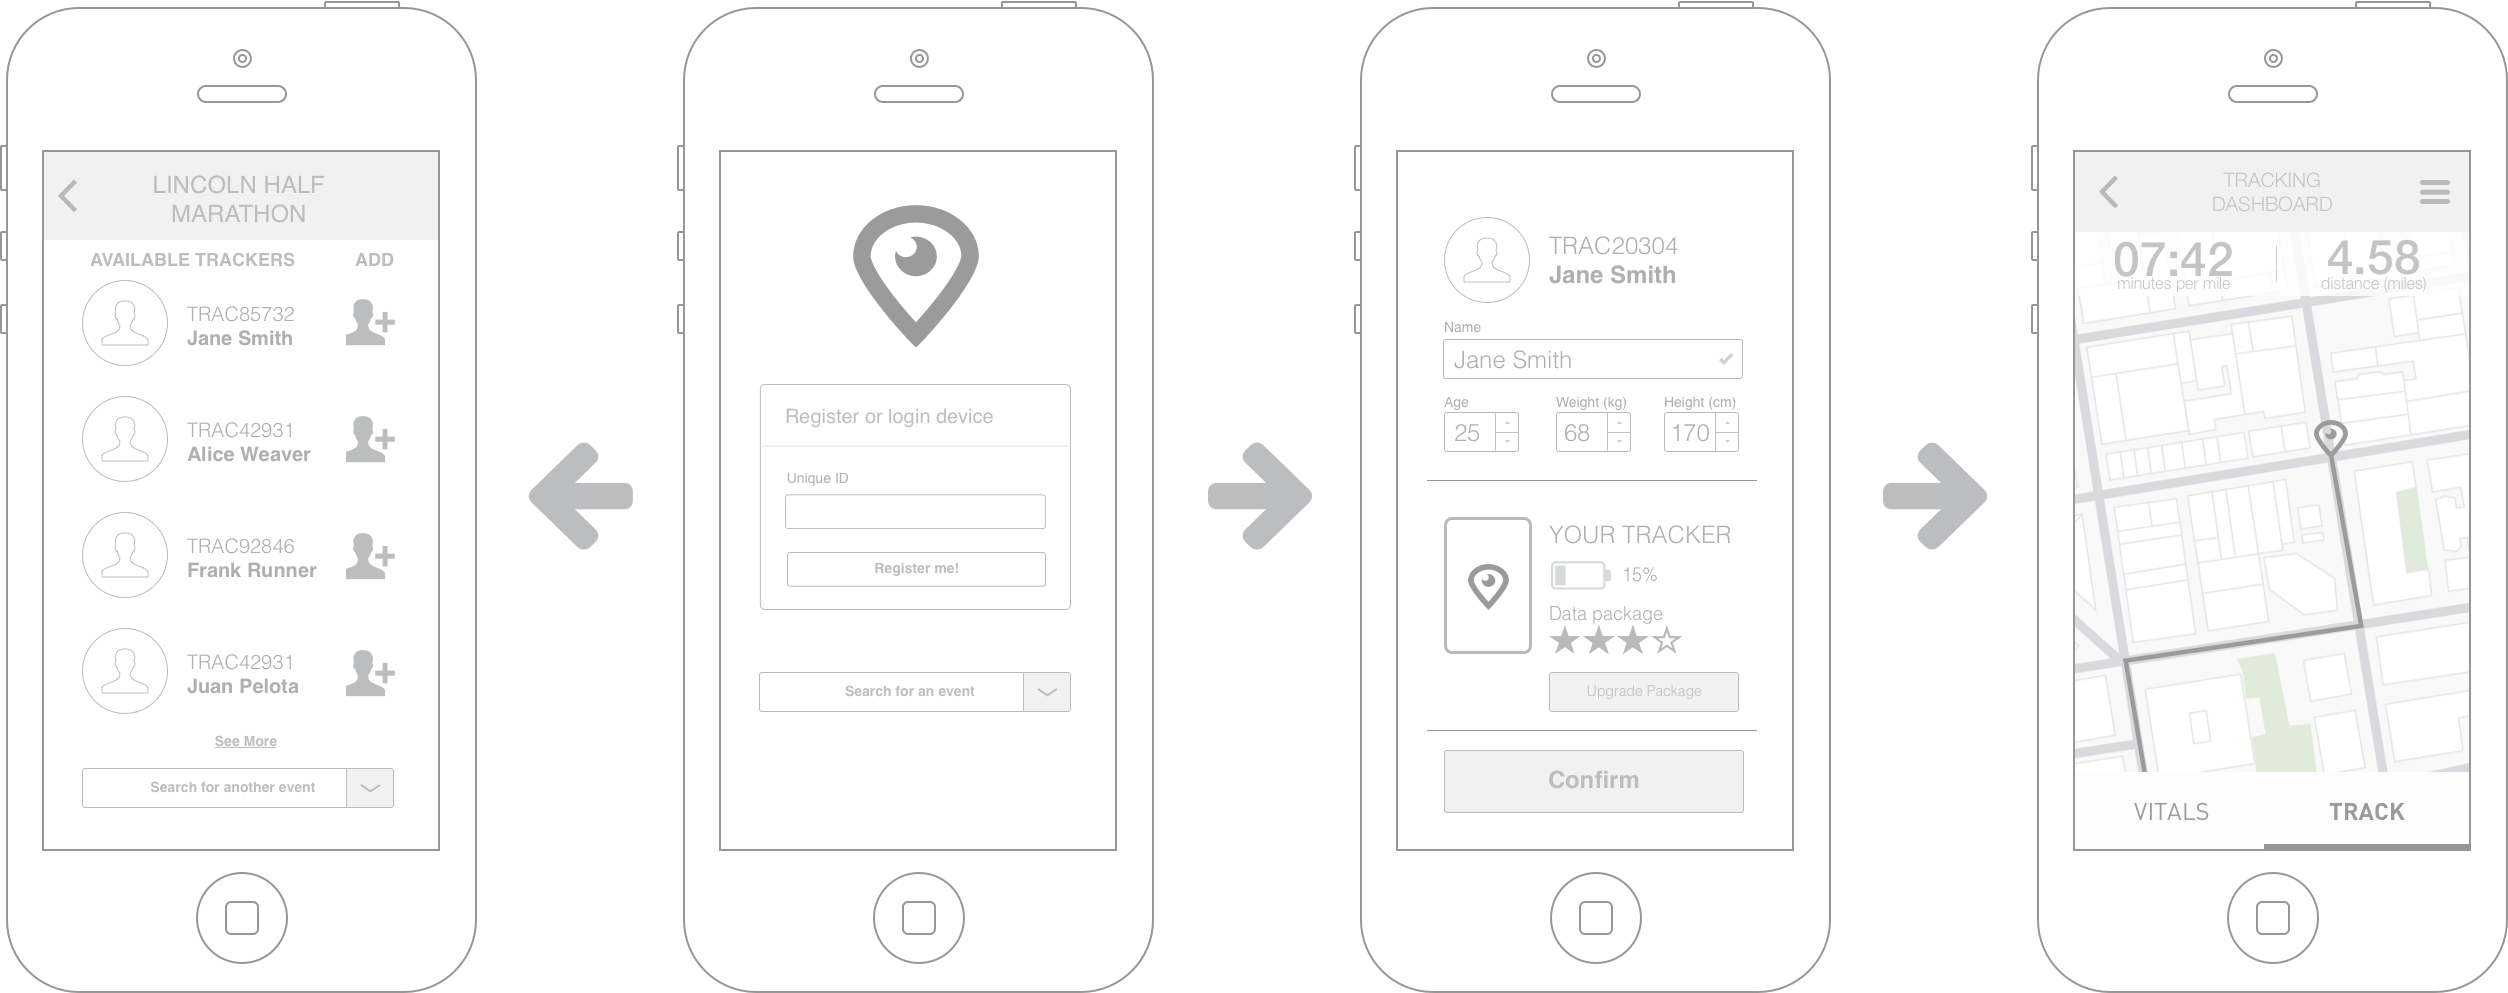 LINCOLN HALF
MARATHON
AVAILABLE TRACKERS ADD
TRAC85732
Jane Smith
TRAC42931
Alice Weaver
TRAC92846
Frank Runner
TRAC42931
Juan Pelota
See More
Search for another event
Register or login device
Unique ID
Register me!
Search for an event
TRAC20304
Jane Smith
Name
Jane Smith
Age Weight (kg) Height (cm)
25 68 170
YOUR TRACKER
15%
Data package
Upgrade Package
Confirm
TRACKING
DASHBOARD
07:42 4.58
minutes per mile distance (miles)
VITALS TRACK